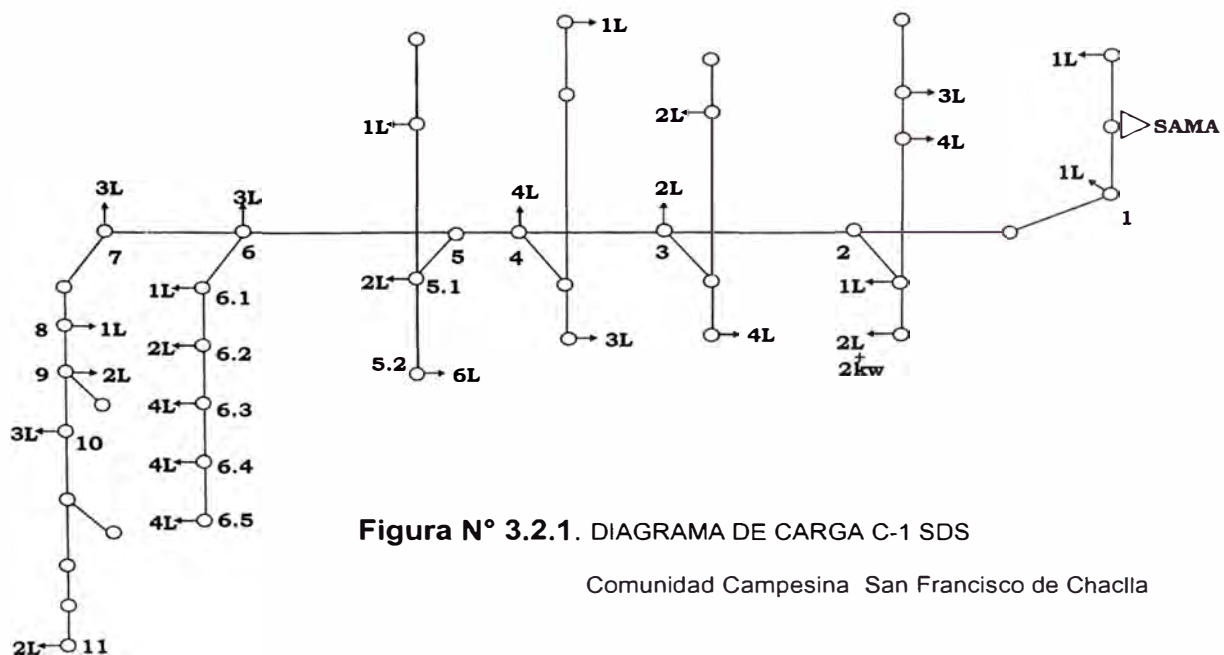 1L
1L
1L
3L
SAMA
1L
2L
4L
1L
3L
3L
4L
2L
7
6
5
4
3
2
1
1L
6.1
2L
5.1
1L
8
1L
2L
6.2
5.2
6L
3L
4L
2L
+
2kw
9
2L
4L
6.3
3L
10
4L
6.4
4L
6.5
Figura N° 3.2.1. DIAGRAMA DE CARGA C-1 SDS
Comunidad Campesina San Francisco de Chaclla
2L
11